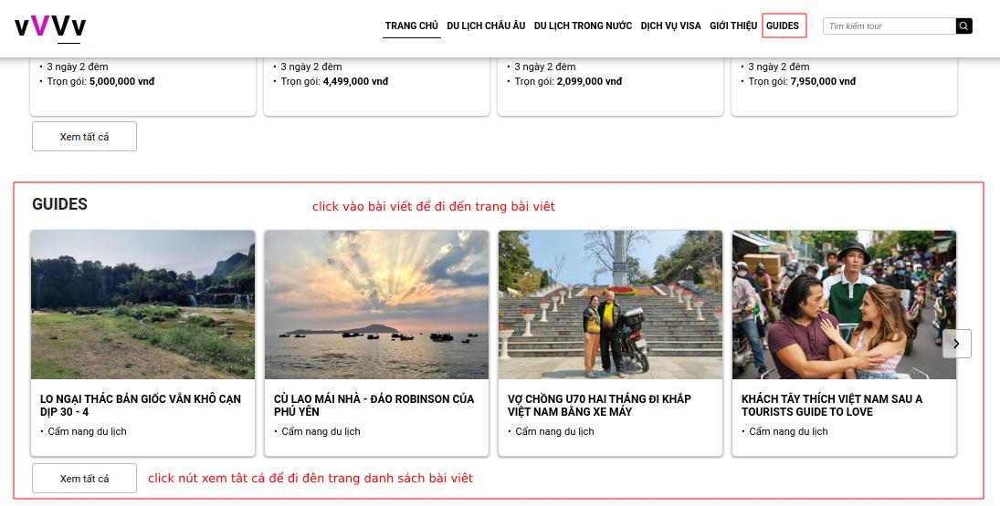 vVVv
TRANG CHỦ DU LỊCH CHÂU ÂU DU LỊCH TRONG NƯỚC DỊCH VỤ VISA GIỚI THIỆU GUIDES Tìm kiếm tour
• 3 ngày 2 đêm
• Trọn gói: 5,000,000 vnđ
• 3 ngày 2 đêm
• Trọn gói: 4,499,000 vnđ
• 3 ngày 2 đêm
• Trọn gói: 2,099,000 vnđ
• 3 ngày 2 đêm
• Trọn gói: 7,950,000 vnđ
Xem tất cả
GUIDES
click vào bài viết để đi đến trang bài viêt
LO NGẠI THÁC BẢN GIỐC VẪN KHÔ CẠN
DỊP 30 - 4
• Cẩm nang du lịch
CÙ LAO MÁI NHÀ - ĐẢO ROBINSON CỦA
PHÚ YÊN
• Cẩm nang du lịch
VỢ CHỒNG U70 HAI THÁNG ĐI KHẮP
VIỆT NAM BẰNG XE MÁY
• Cẩm nang du lịch
KHÁCH TÂY THÍCH VIỆT NAM SAU A
TOURISTS GUIDE TO LOVE
• Cẩm nang du lịch
Xem tất cả
click nút xem tât cả để đi đên trang danh sách bài viêt